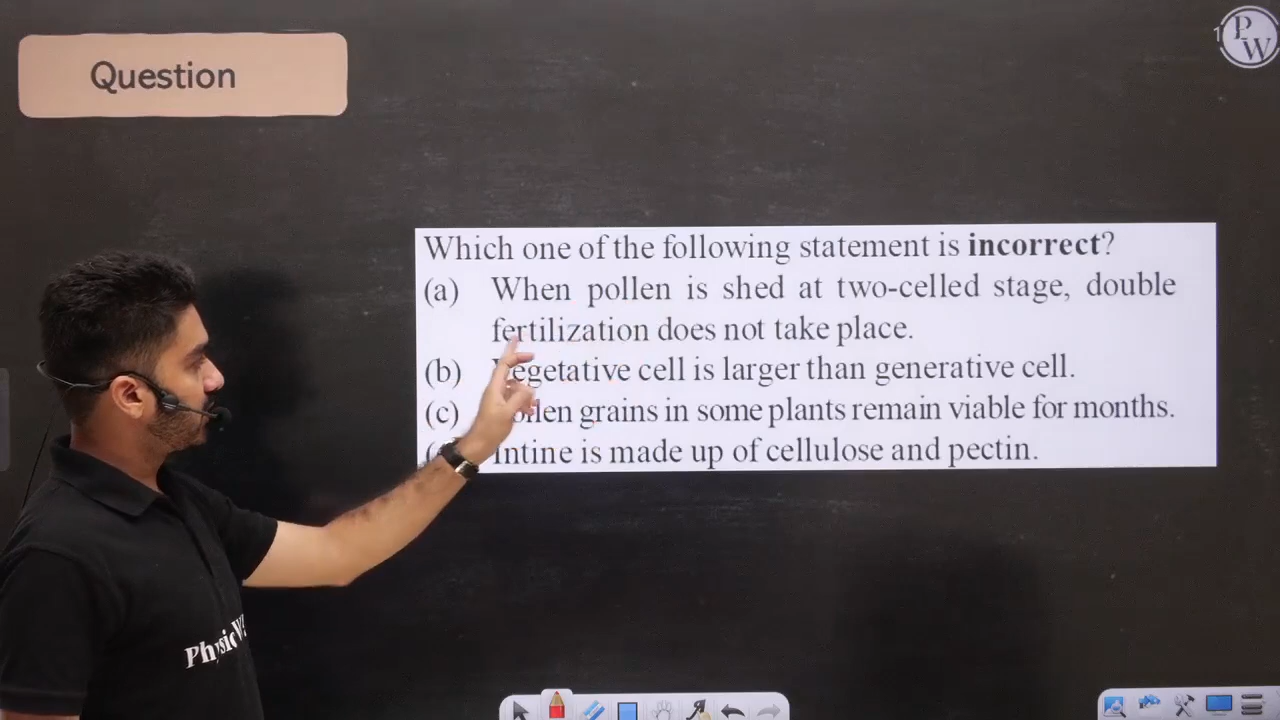 Question
PW
Which one of the following statement is incorrect?
(a) When pollen is shed at two-celled stage, double
fertilization does not take place.
(b) Vegetative cell is larger than generative cell.
(c) grains in some plants remain viable for months.
Intine is made up of cellulose and pectin.